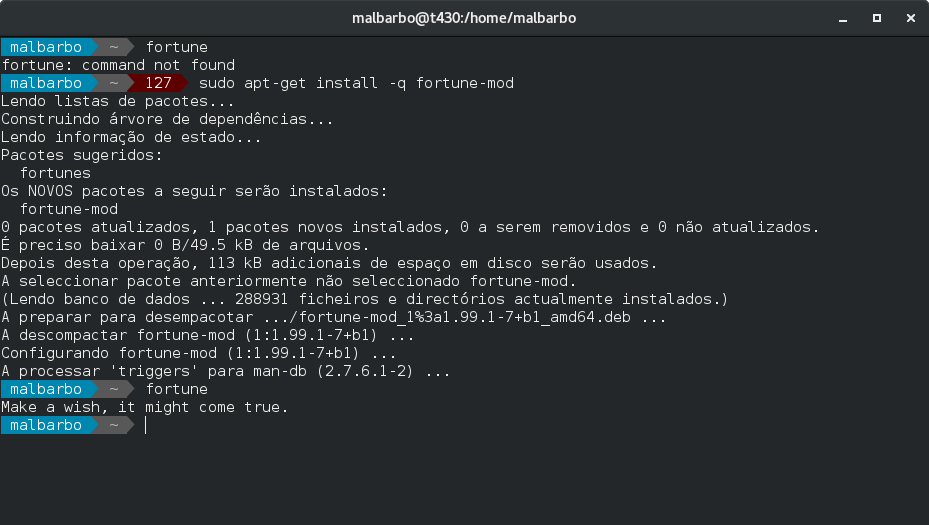 malbarbo@t430:/home/malbarbo
malbarbo ~ fortune
fortune: command not found
malbarbo ~ 127 sudo apt-get install -q fortune-mod
Lendo listas de pacotes...
Construindo árvore de dependências...
Lendo informação de estado...
Pacotes sugeridos:
  fortunes
Os NOVOS pacotes a seguir serão instalados:
  fortune-mod
0 pacotes atualizados, 1 pacotes novos instalados, 0 a serem removidos e 0 não atualizados.
É preciso baixar 0 B/49.5 kB de arquivos.
Depois desta operação, 113 kB adicionais de espaço em disco serão usados.
A seleccionar pacote anteriormente não seleccionado fortune-mod.
(Lendo banco de dados ... 288931 ficheiros e directórios actualmente instalados.)
A preparar para desempacotar .../fortune-mod_1%3a1.99.1-7+b1_amd64.deb ...
A descompactar fortune-mod (1:1.99.1-7+b1) ...
Configurando fortune-mod (1:1.99.1-7+b1) ...
A processar 'triggers' para man-db (2.7.6.1-2) ...
malbarbo ~ fortune
Make a wish, it might come true.
malbarbo ~